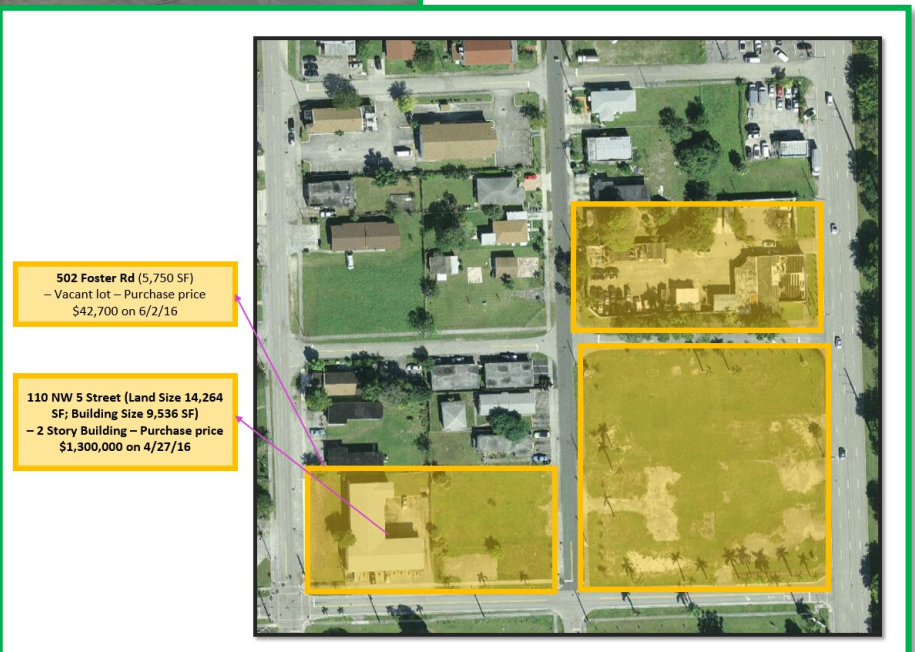 502 Foster Rd (5,750 SF)
– Vacant lot – Purchase price
$42,700 on 6/2/16
110 NW 5 Street (Land Size 14,264
SF; Building Size 9,536 SF)
– 2 Story Building – Purchase price
$1,300,000 on 4/27/16